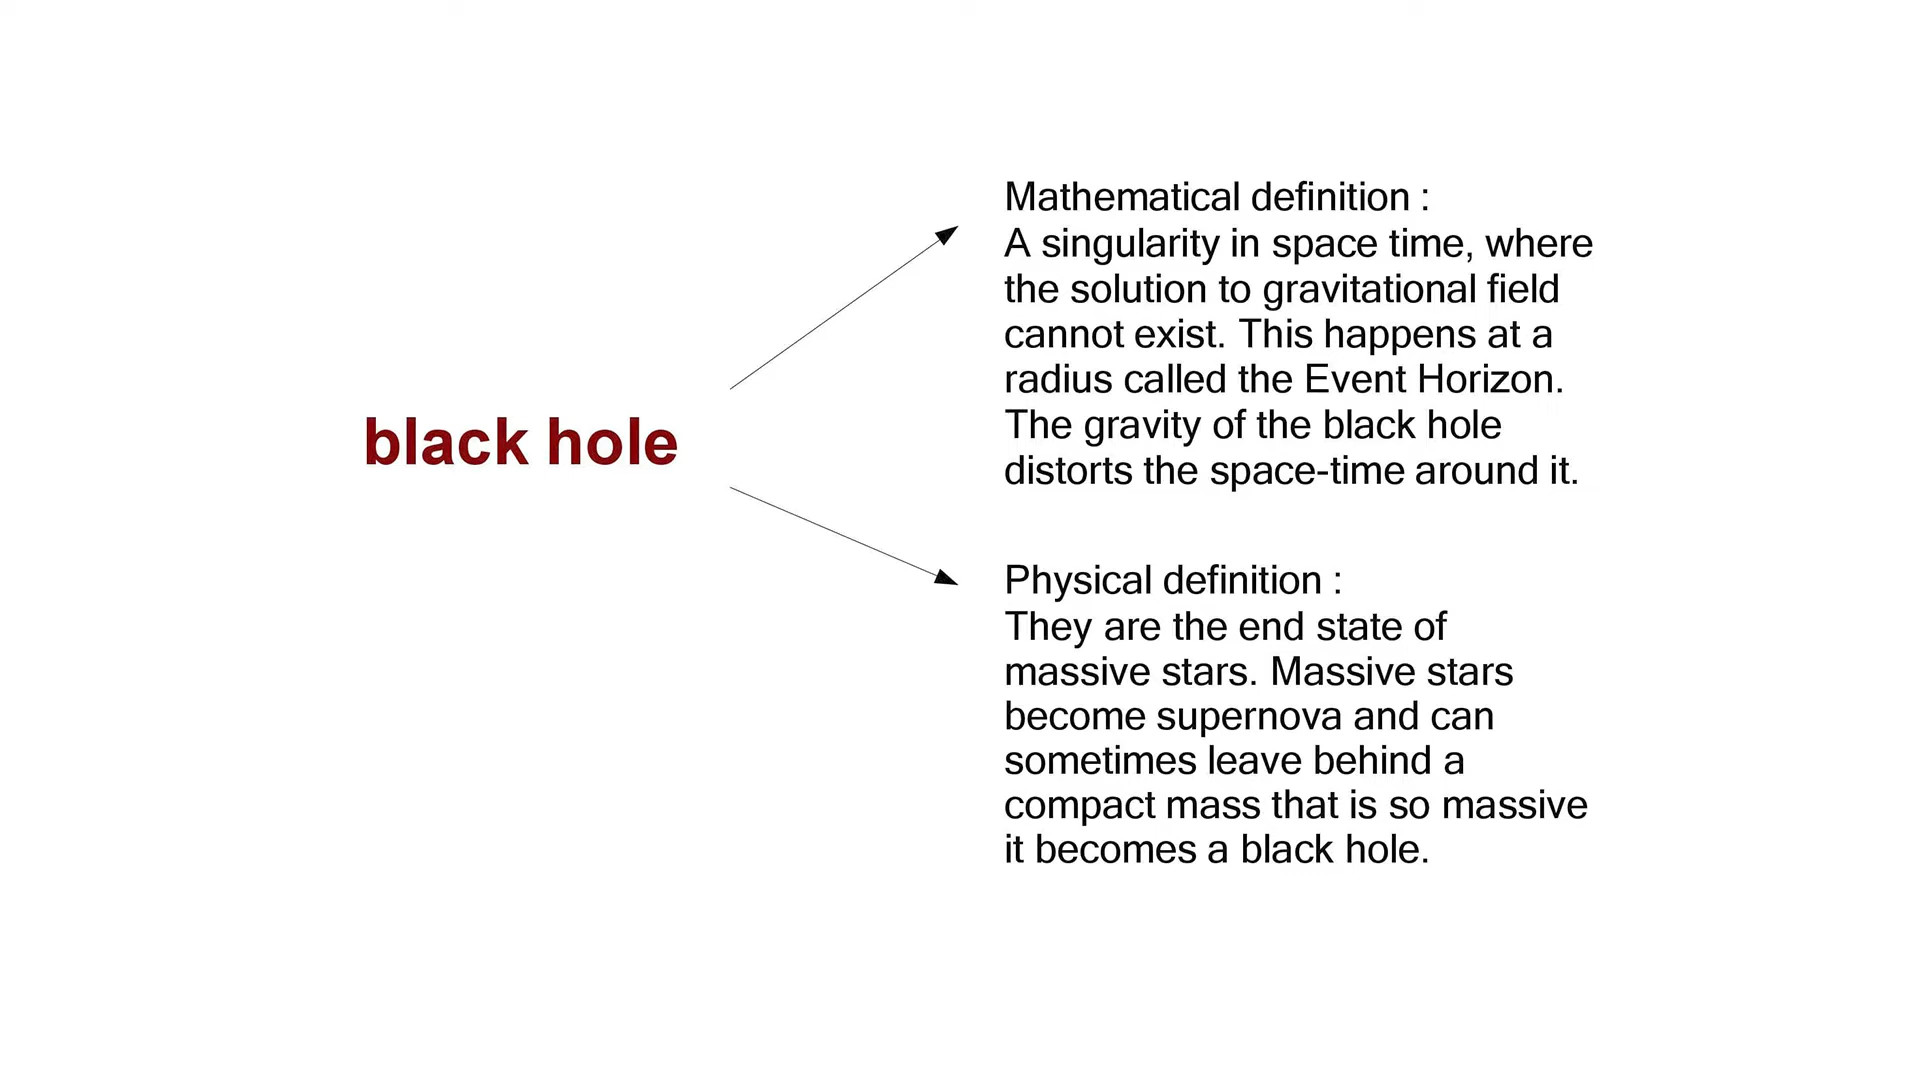 black hole
Mathematical definition :
A singularity in space time, where
the solution to gravitational field
cannot exist. This happens at a
radius called the Event Horizon.
The gravity of the black hole
distorts the space-time around it.
Physical definition :
They are the end state of
massive stars. Massive stars
become supernova and can
sometimes leave behind a
compact mass that is so massive
it becomes a black hole.